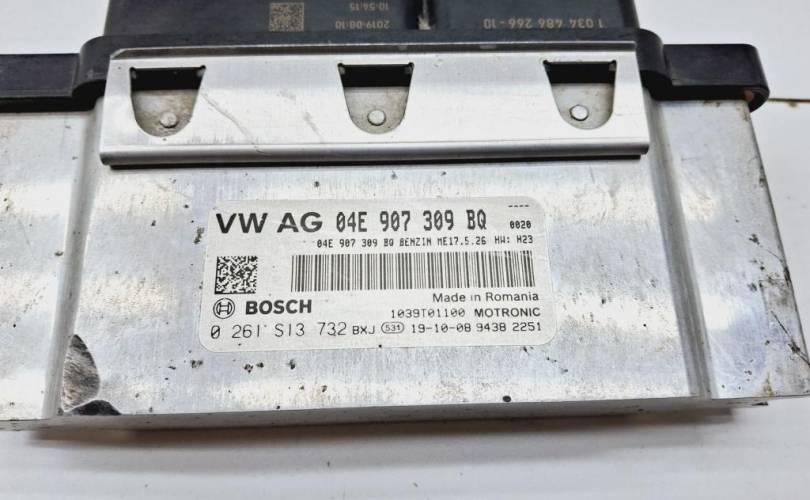 10:54:15
2019-08-10
1 034 486 266-10
----
VW AG 04E 907 309 BQ 0020
04E 907 309 BQ BENZIN ME17.5.26 HW: H23
Made in Romania
BOSCH 1039T01100 MOTRONIC
0 261 S13 732 BXJ 531 19-10-08 9438 2251